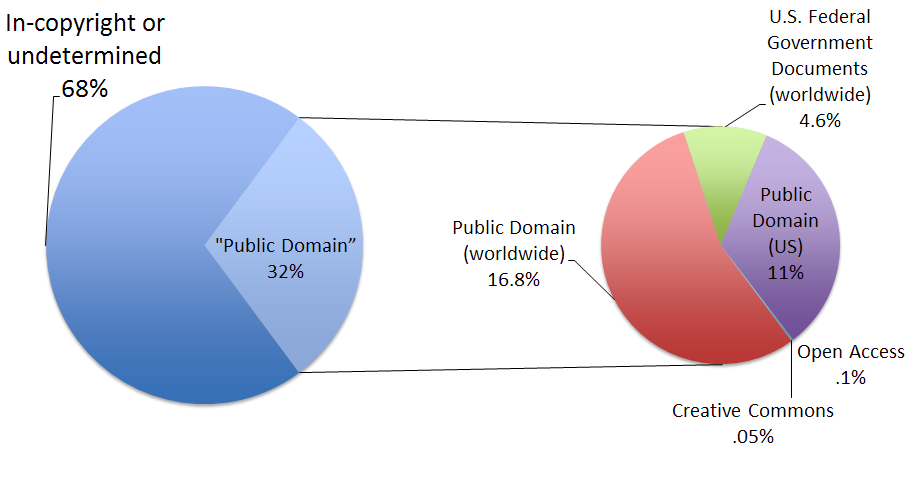 In-copyright or
undetermined
68%
"Public Domain”
32%
U.S. Federal
Government
Documents
(worldwide)
4.6%
Public Domain
(worldwide)
16.8%
Public
Domain
(US)
11%
Open Access
.1%
Creative Commons
.05%